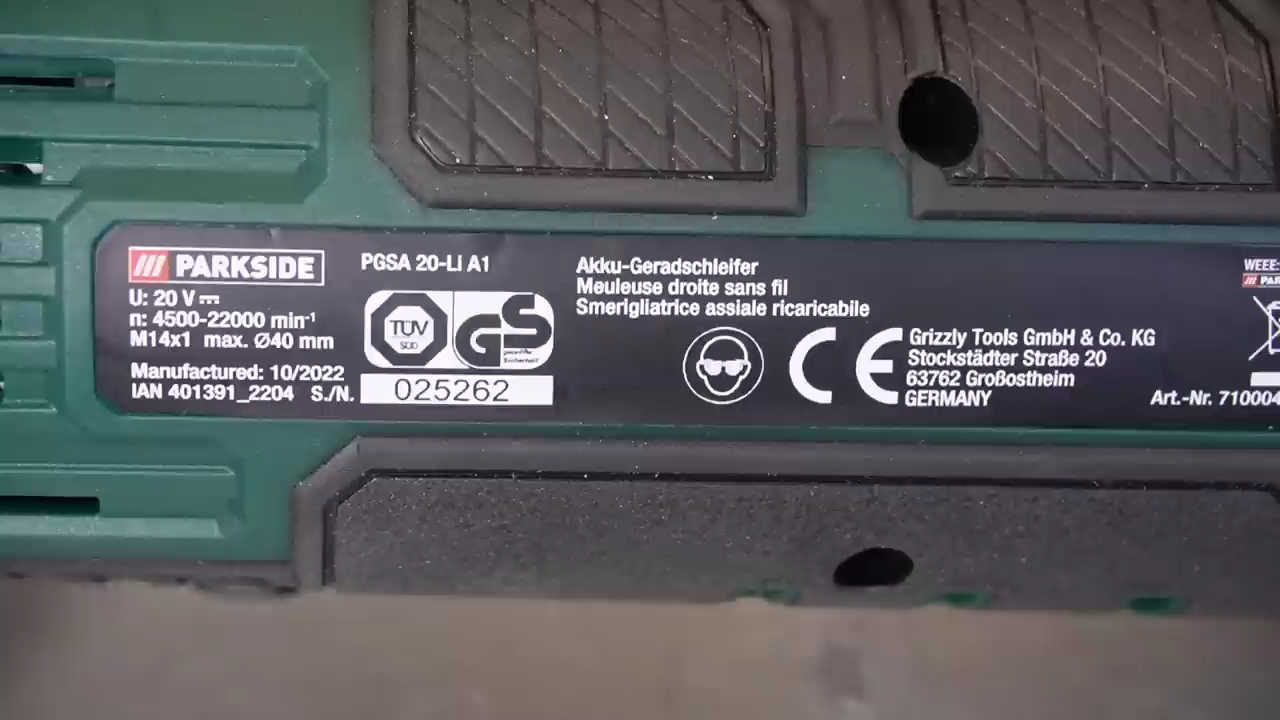 PARKSIDE
U: 20 V
n: 4500-22000 min⁻¹
M14x1 max. Ø40 mm
Manufactured: 10/2022
IAN 401391_2204 S./N.
025262
PGSA 20-Li A1
TÜV
SÜD
GS
geprüfte
Sicherheit
Akku-Geradschleifer
Meuleuse droite sans fil
Smerigliatrice assiale ricaricabile
CE
Grizzly Tools GmbH & Co. KG
Stockstädter Straße 20
63762 Großostheim
GERMANY
WEEE:
Art.-Nr. 710004